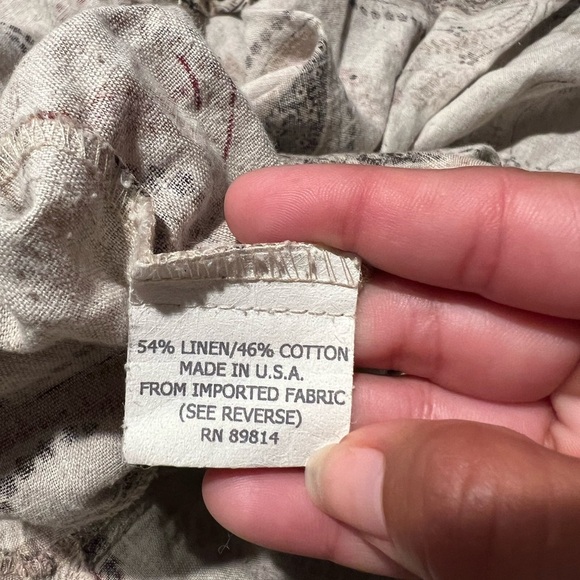 54% LINEN/46% COTTON
MADE IN U.S.A.
FROM IMPORTED FABRIC
(SEE REVERSE)
RN 89814